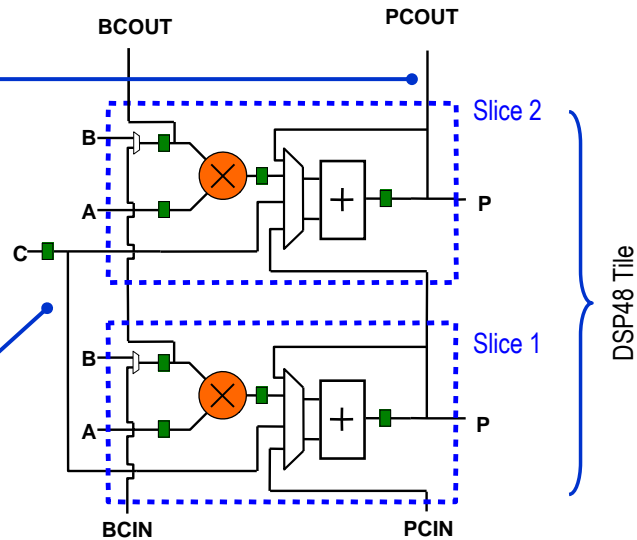 BCOUT
PCOUT
Slice 2
B
A
P
C
DSP48 Tile
Slice 1
B
A
P
BCIN
PCIN